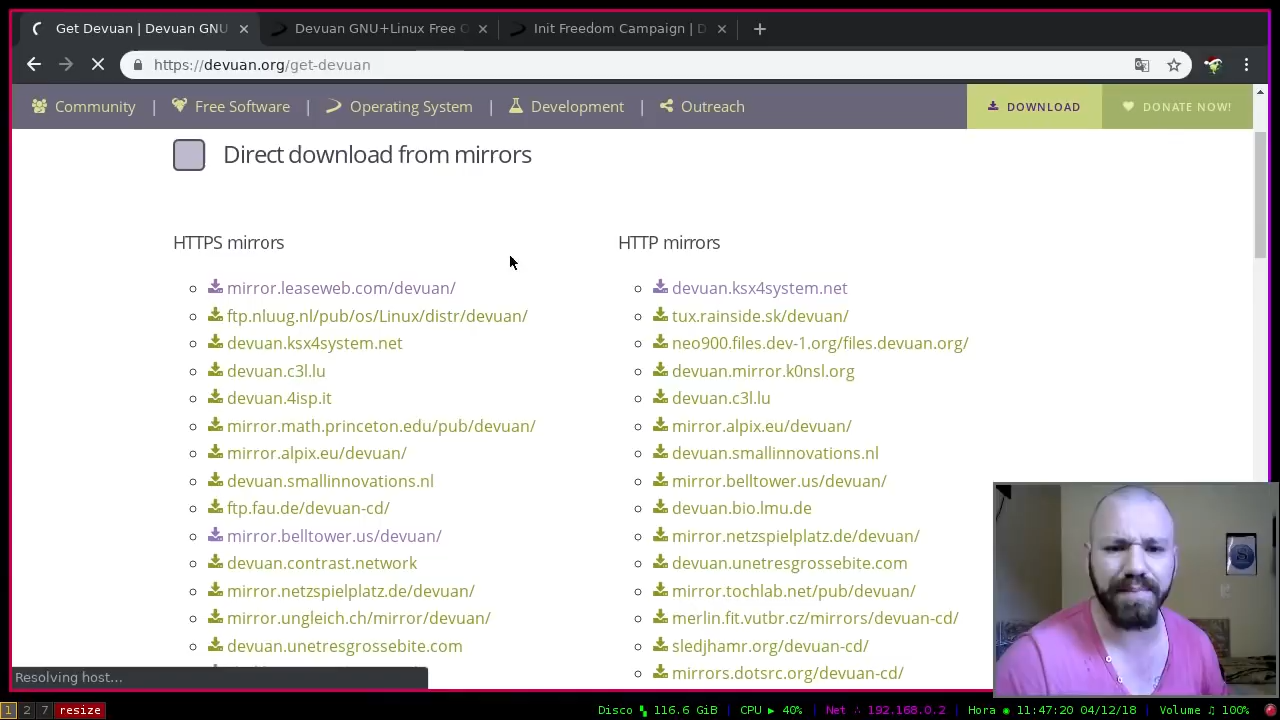 Get Devuan | Devuan GNU
Devuan GNU+Linux Free O
Init Freedom Campaign | D
https://devuan.org/get-devuan
Community | Free Software | Operating System | Development | Outreach
DOWNLOAD
DONATE NOW!
Direct download from mirrors
HTTPS mirrors
mirror.leaseweb.com/devuan/
ftp.nluug.nl/pub/os/Linux/distr/devuan/
devuan.ksx4system.net
devuan.c3l.lu
devuan.4isp.it
mirror.math.princeton.edu/pub/devuan/
mirror.alpix.eu/devuan/
devuan.smallinnovations.nl
ftp.fau.de/devuan-cd/
mirror.belltower.us/devuan/
devuan.contrast.network
mirror.netzspielplatz.de/devuan/
mirror.ungleich.ch/mirror/devuan/
devuan.unetresgrossebite.com
HTTP mirrors
devuan.ksx4system.net
tux.rainside.sk/devuan/
neo900.files.dev-1.org/files.devuan.org/
devuan.mirror.k0nsl.org
devuan.c3l.lu
mirror.alpix.eu/devuan/
devuan.smallinnovations.nl
mirror.belltower.us/devuan/
devuan.bio.lmu.de
mirror.netzspielplatz.de/devuan/
devuan.unetresgrossebite.com
mirror.tochlab.net/pub/devuan/
merlin.fit.vutbr.cz/mirrors/devuan-cd/
sledjhamr.org/devuan-cd/
mirrors.dotsrc.org/devuan-cd/
Resolving host...
1 2 7 resize
Disco 116.6 GiB | CPU 40% | Net 192.168.0.2 | Hora 11:47:20 04/12/18 | Volume ♫ 100%